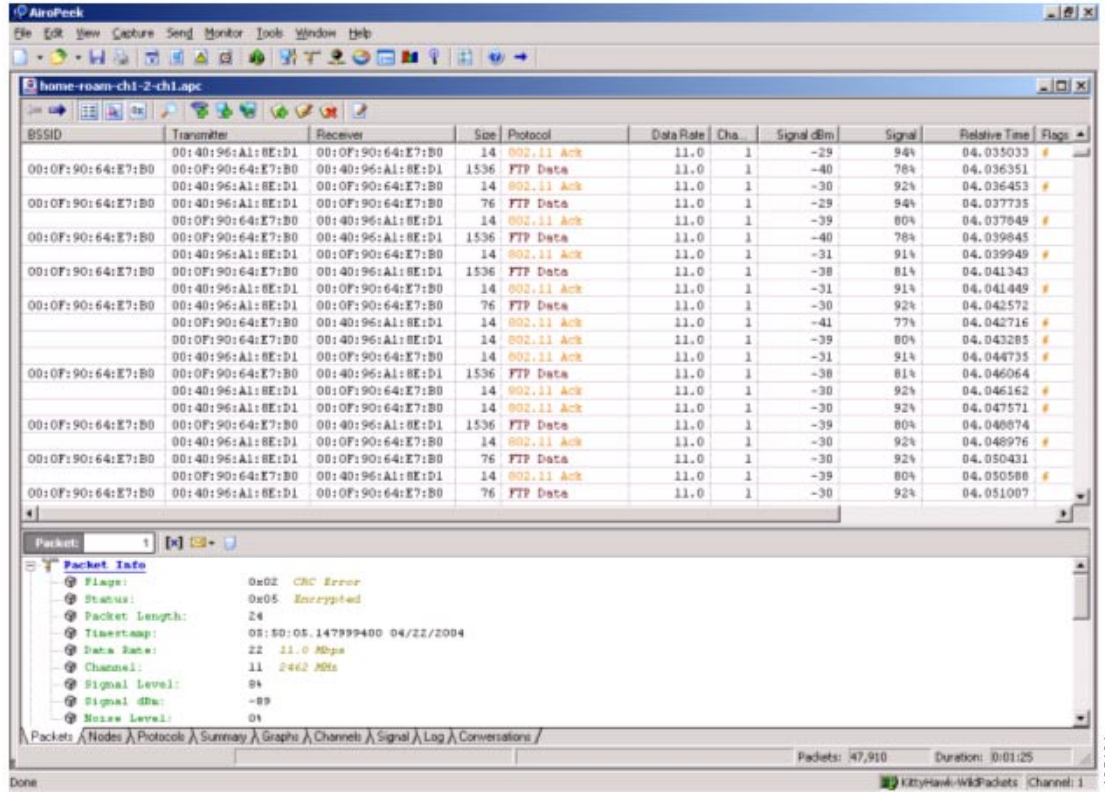 AiroPeek
File Edit View Capture Send Monitor Tools Window Help
home-roam-ch1-2-ch1.apc
BSSID Transmitter Receiver Size Protocol Data Rate Cha... Signal dBm Signal Relative Time Flags
00:40:96:A1:8E:D1 00:0F:90:64:E7:B0 14 802.11 Ack 11.0 1 -29 94% 04.035033 #
00:0F:90:64:E7:B0 00:0F:90:64:E7:B0 00:40:96:A1:8E:D1 1536 FTP Data 11.0 1 -40 78% 04.036351
00:40:96:A1:8E:D1 00:0F:90:64:E7:B0 14 802.11 Ack 11.0 1 -30 92% 04.036453 #
00:0F:90:64:E7:B0 00:40:96:A1:8E:D1 00:0F:90:64:E7:B0 76 FTP Data 11.0 1 -29 94% 04.037735
00:0F:90:64:E7:B0 00:40:96:A1:8E:D1 14 802.11 Ack 11.0 1 -39 80% 04.037849 #
00:0F:90:64:E7:B0 00:0F:90:64:E7:B0 00:40:96:A1:8E:D1 1536 FTP Data 11.0 1 -40 78% 04.039845
00:40:96:A1:8E:D1 00:0F:90:64:E7:B0 14 802.11 Ack 11.0 1 -31 91% 04.039949 #
00:0F:90:64:E7:B0 00:0F:90:64:E7:B0 00:40:96:A1:8E:D1 1536 FTP Data 11.0 1 -38 81% 04.041343
00:40:96:A1:8E:D1 00:0F:90:64:E7:B0 14 802.11 Ack 11.0 1 -31 91% 04.041449 #
00:0F:90:64:E7:B0 00:40:96:A1:8E:D1 00:0F:90:64:E7:B0 76 FTP Data 11.0 1 -30 92% 04.042572
00:0F:90:64:E7:B0 00:40:96:A1:8E:D1 14 802.11 Ack 11.0 1 -41 77% 04.042716 #
00:0F:90:64:E7:B0 00:40:96:A1:8E:D1 14 802.11 Ack 11.0 1 -39 80% 04.043285 #
00:40:96:A1:8E:D1 00:0F:90:64:E7:B0 14 802.11 Ack 11.0 1 -31 91% 04.044735 #
00:0F:90:64:E7:B0 00:0F:90:64:E7:B0 00:40:96:A1:8E:D1 1536 FTP Data 11.0 1 -38 81% 04.046064
00:40:96:A1:8E:D1 00:0F:90:64:E7:B0 14 802.11 Ack 11.0 1 -30 92% 04.046162 #
00:40:96:A1:8E:D1 00:0F:90:64:E7:B0 14 802.11 Ack 11.0 1 -30 92% 04.047571 #
00:0F:90:64:E7:B0 00:0F:90:64:E7:B0 00:40:96:A1:8E:D1 1536 FTP Data 11.0 1 -39 80% 04.048874
00:40:96:A1:8E:D1 00:0F:90:64:E7:B0 14 802.11 Ack 11.0 1 -30 92% 04.048976 #
00:0F:90:64:E7:B0 00:40:96:A1:8E:D1 00:0F:90:64:E7:B0 76 FTP Data 11.0 1 -30 92% 04.050431
00:0F:90:64:E7:B0 00:40:96:A1:8E:D1 14 802.11 Ack 11.0 1 -39 80% 04.050588 #
00:0F:90:64:E7:B0 00:40:96:A1:8E:D1 00:0F:90:64:E7:B0 76 FTP Data 11.0 1 -30 92% 04.051007
Packet: 1
Packet Info
Flags: 0x02 CRC Error
Status: 0x05 Encrypted
Packet Length: 24
Timestamp: 05:50:05.147999400 04/22/2004
Data Rate: 22 11.0 Mbps
Channel: 11 2462 MHz
Signal Level: 8%
Signal dBm: -89
Noise Level: 0%
Packets Nodes Protocols Summary Graphs Channels Signal Log Conversations
Packets: 47,910 Duration: 0:01:25
Done KittyHawk-WildPackets Channel: 1